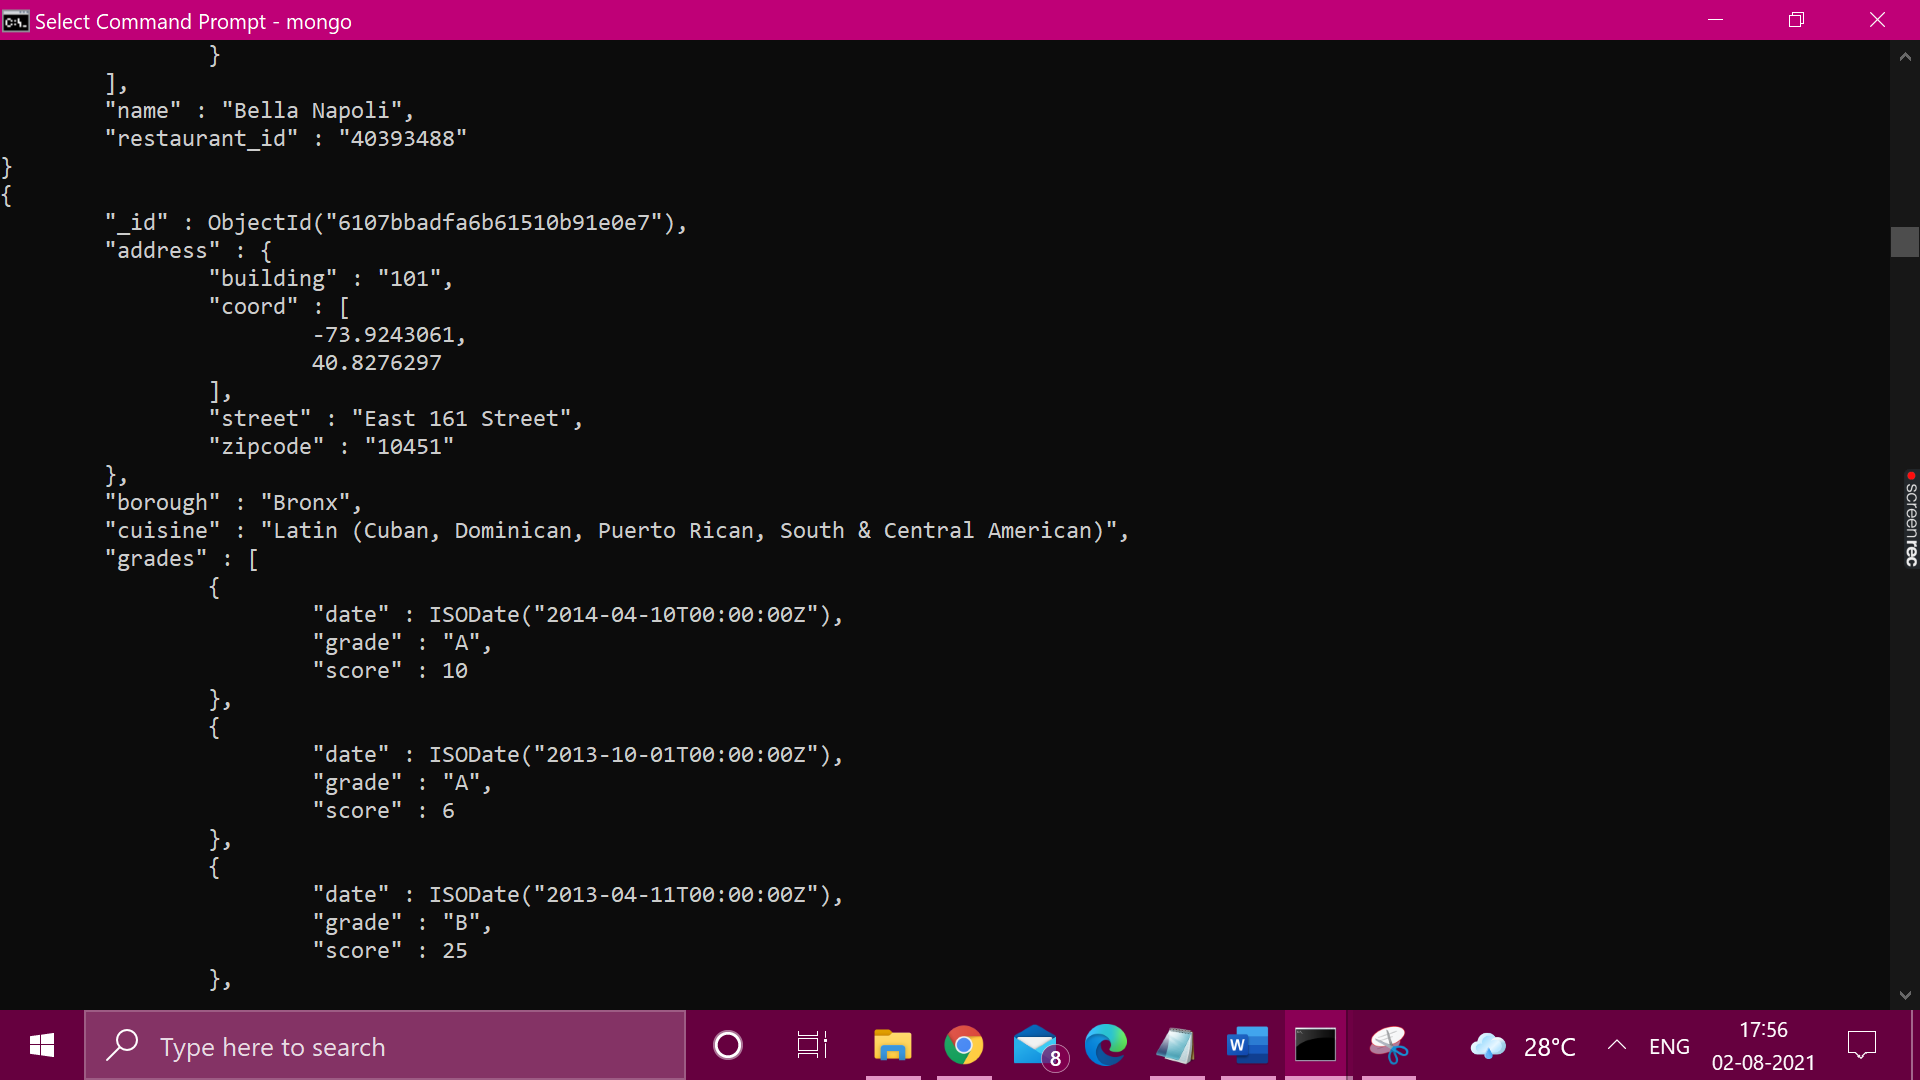 Select Command Prompt - mongo
}
],
"name" : "Bella Napoli",
"restaurant_id" : "40393488"
}
{
"_id" : ObjectId("6107bbadfa6b61510b91e0e7"),
"address" : {
"building" : "101",
"coord" : [
-73.9243061,
40.8276297
],
"street" : "East 161 Street",
"zipcode" : "10451"
},
"borough" : "Bronx",
"cuisine" : "Latin (Cuban, Dominican, Puerto Rican, South & Central American)",
"grades" : [
{
"date" : ISODate("2014-04-10T00:00:00Z"),
"grade" : "A",
"score" : 10
},
{
"date" : ISODate("2013-10-01T00:00:00Z"),
"grade" : "A",
"score" : 6
},
{
"date" : ISODate("2013-04-11T00:00:00Z"),
"grade" : "B",
"score" : 25
},
screenrec
Type here to search
8
W
28°C
ENG
17:56
02-08-2021